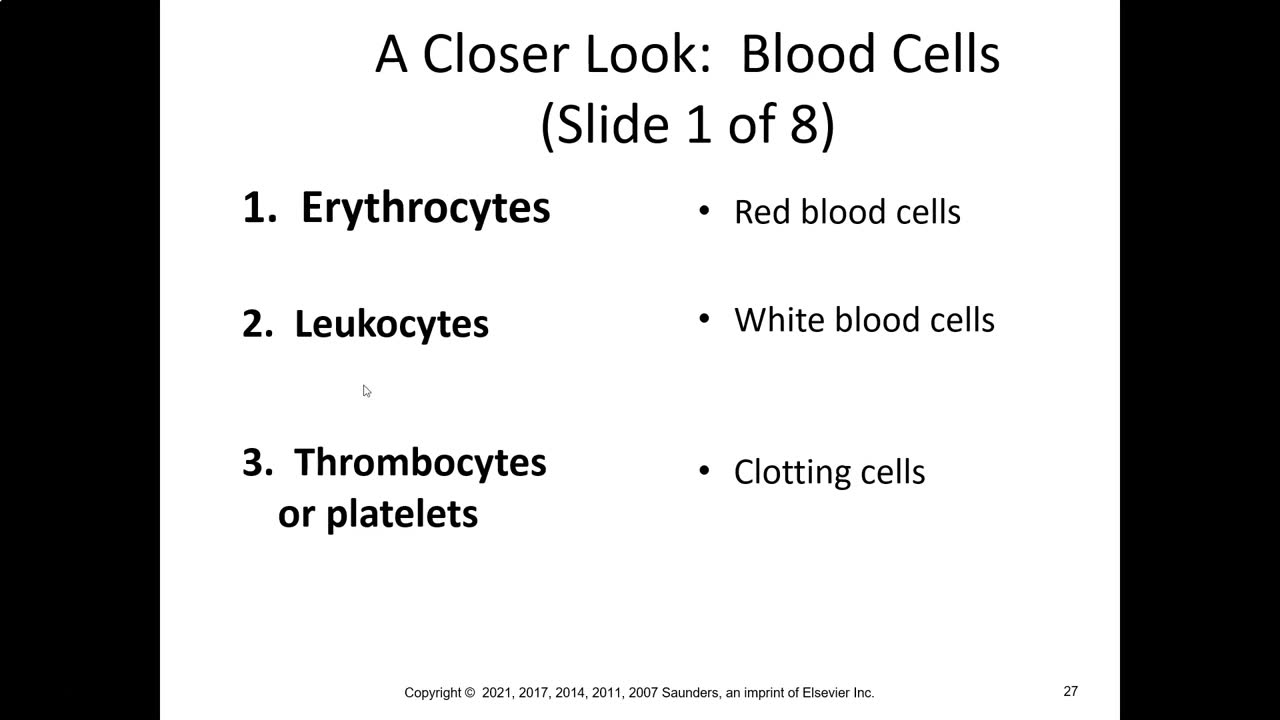 A Closer Look:  Blood Cells
(Slide 1 of 8)
1.  Erythrocytes
• Red blood cells
2.  Leukocytes
• White blood cells
3.  Thrombocytes
or platelets
• Clotting cells
Copyright ©  2021, 2017, 2014, 2011, 2007 Saunders, an imprint of Elsevier Inc.
27